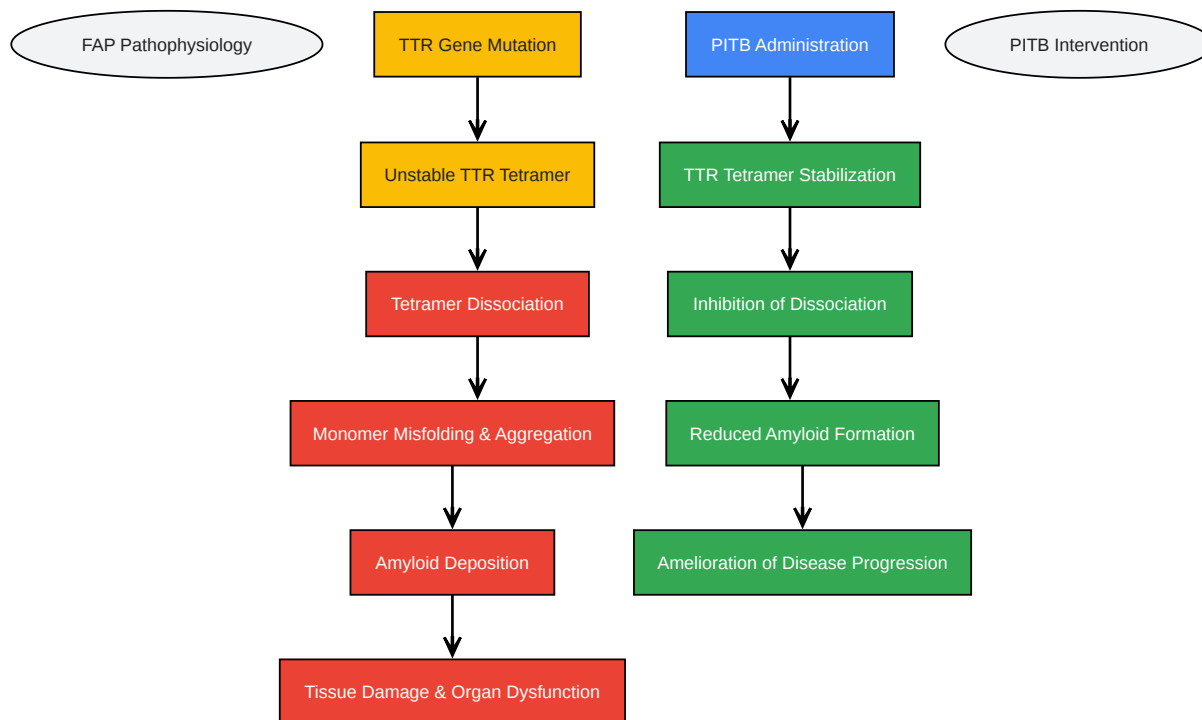 FAP Pathophysiology
TTR Gene Mutation
PITB Administration
PITB Intervention
Unstable TTR Tetramer
TTR Tetramer Stabilization
Tetramer Dissociation
Inhibition of Dissociation
Monomer Misfolding & Aggregation
Reduced Amyloid Formation
Amyloid Deposition
Amelioration of Disease Progression
Tissue Damage & Organ Dysfunction